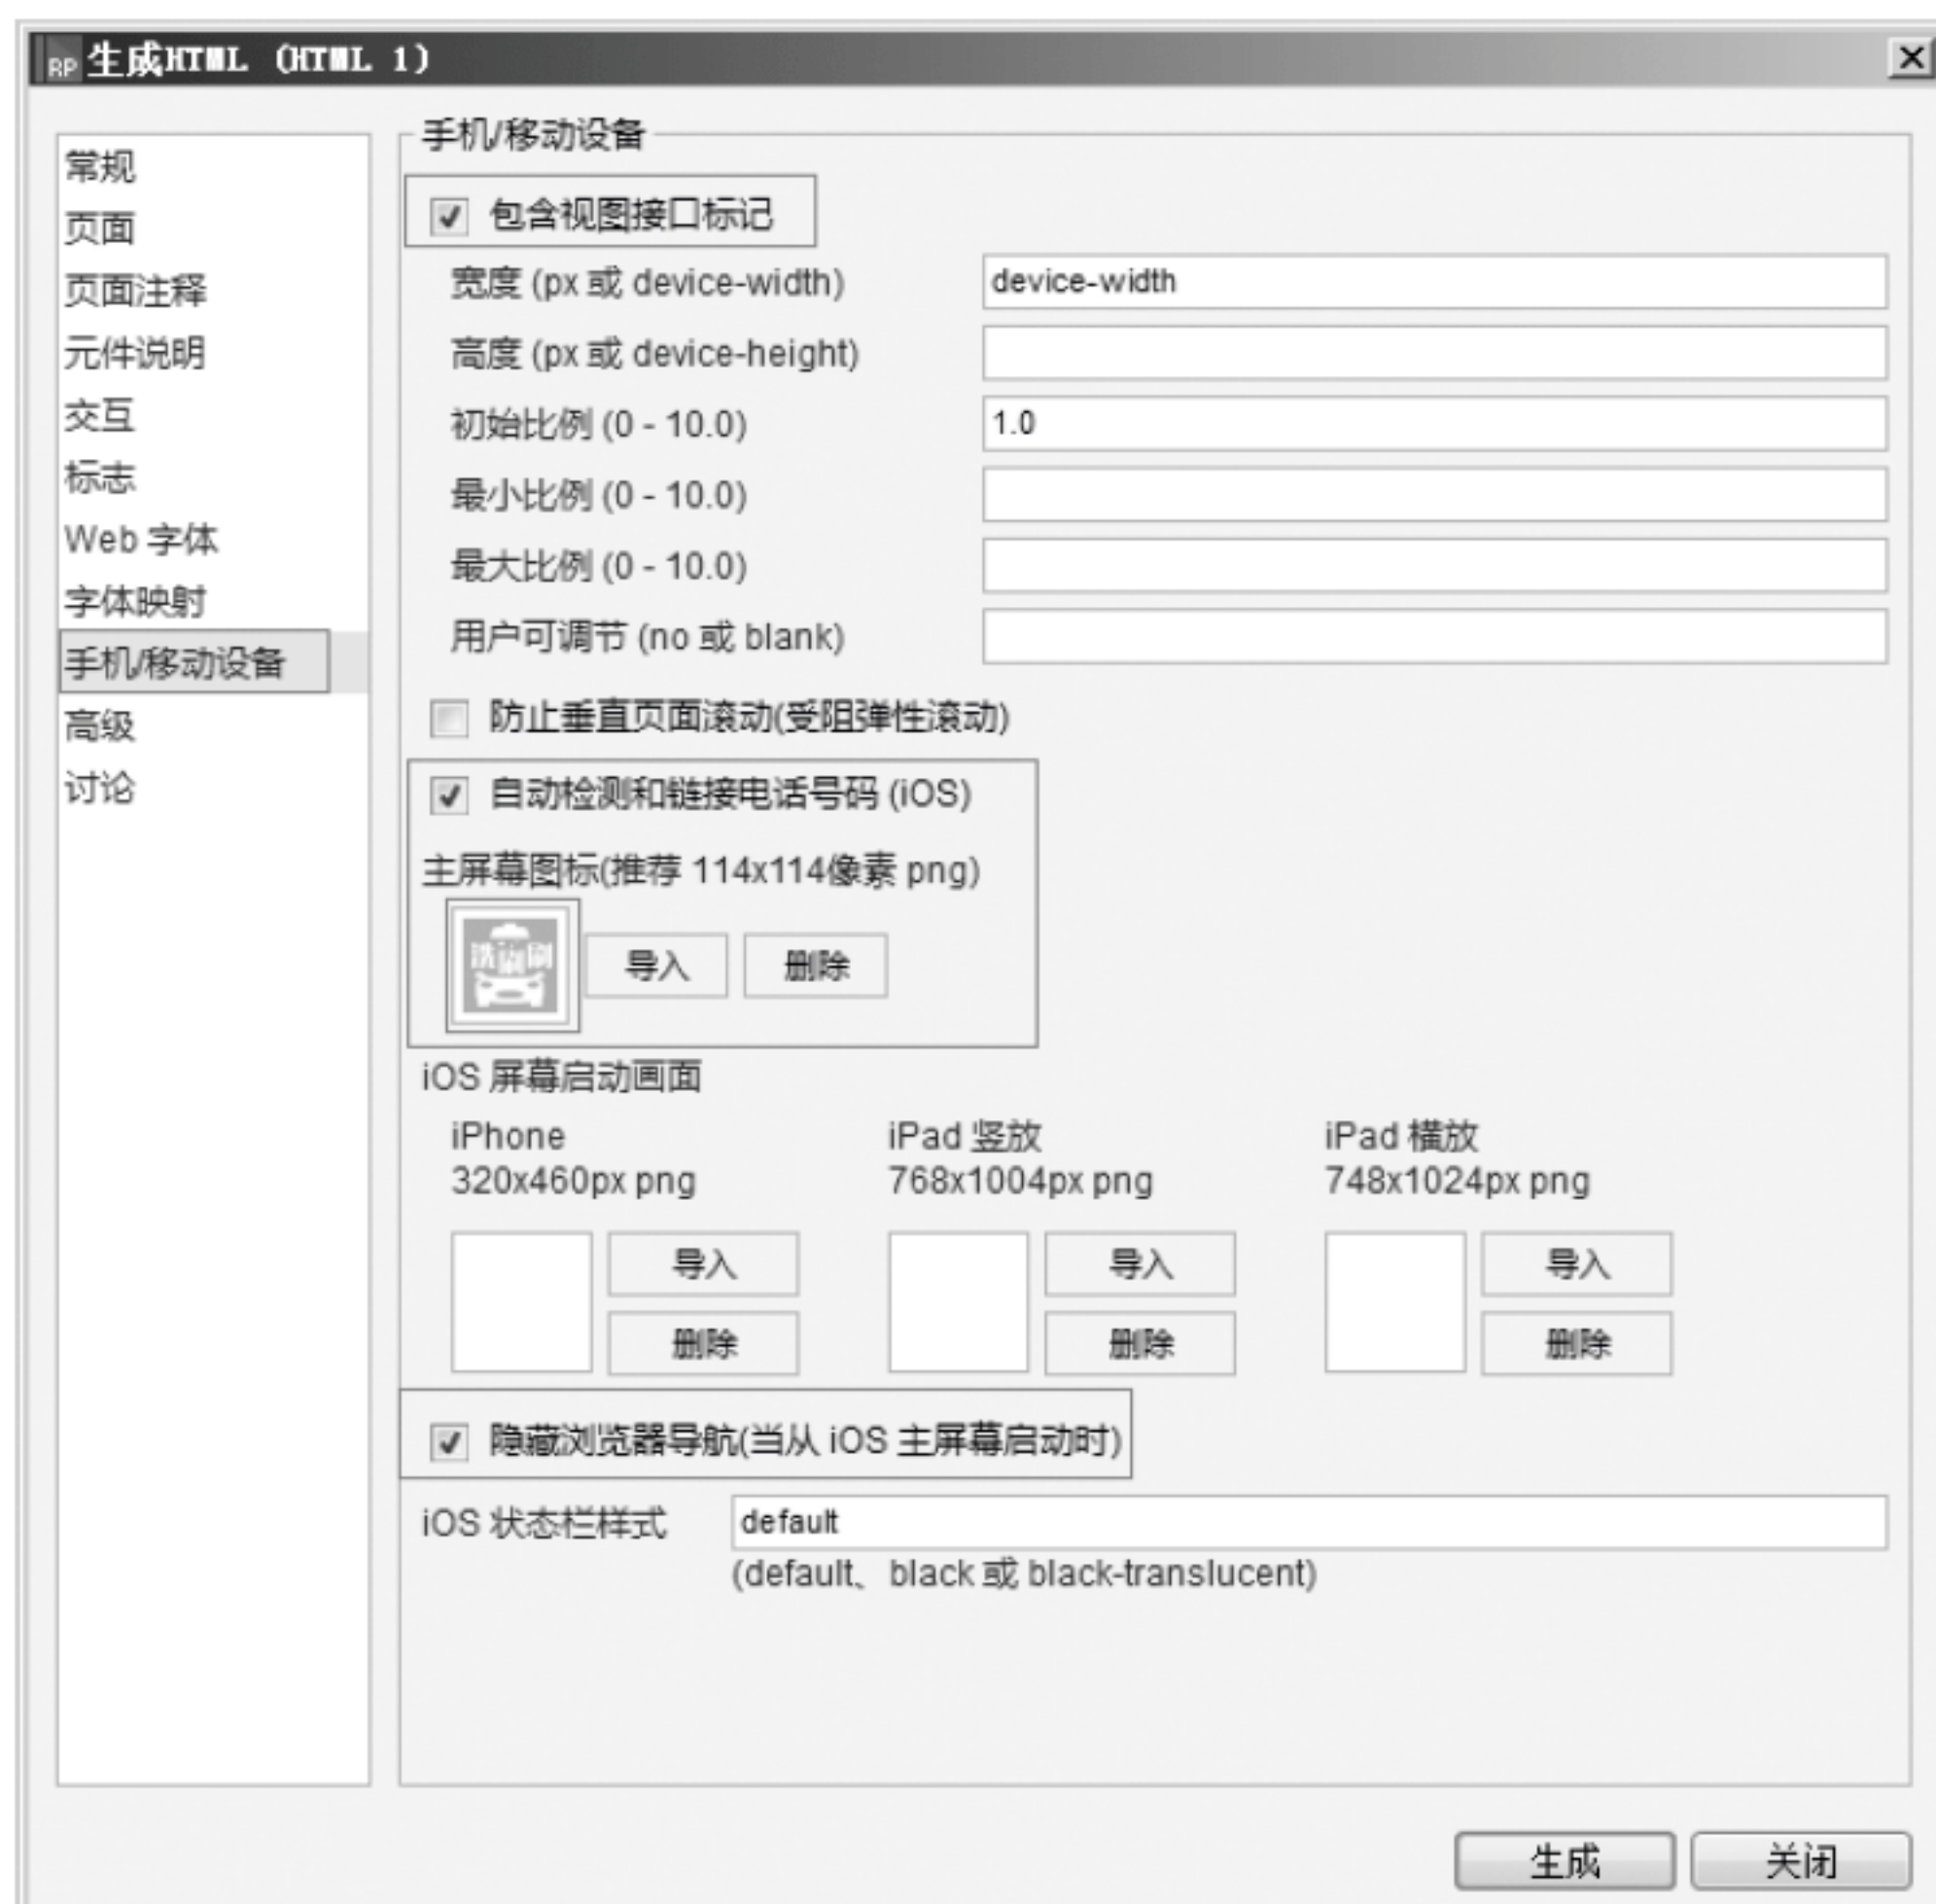 RP 生成HTML (HTML 1)
常规
页面
页面注释
元件说明
交互
标志
Web 字体
字体映射
手机/移动设备
高级
讨论
手机/移动设备
包含视图接口标记
宽度 (px 或 device-width) device-width
高度 (px 或 device-height)
初始比例 (0 - 10.0) 1.0
最小比例 (0 - 10.0)
最大比例 (0 - 10.0)
用户可调节 (no 或 blank)
防止垂直页面滚动(受阻弹性滚动)
自动检测和链接电话号码 (iOS)
主屏幕图标(推荐 114x114像素 png)
导入 删除
iOS 屏幕启动画面
iPhone iPad 竖放 iPad 横放
320x460px png 768x1004px png 748x1024px png
导入 导入 导入
删除 删除 删除
隐藏浏览器导航(当从 iOS 主屏幕启动时)
iOS 状态栏样式 default
(default、black 或 black-translucent)
生成 关闭